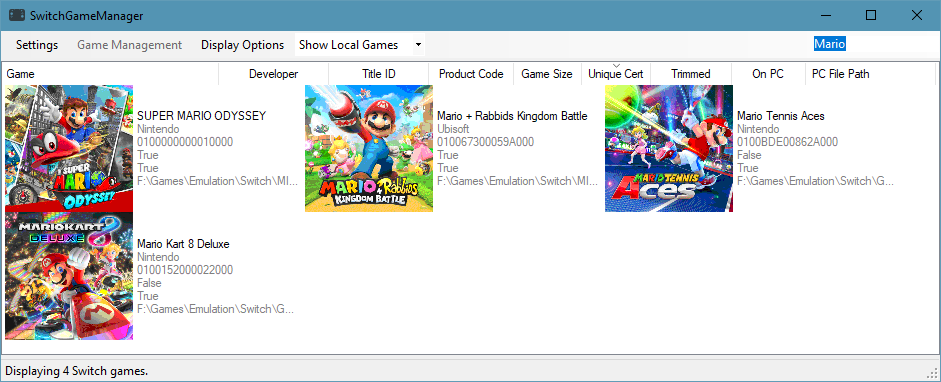 SwitchGameManager
Settings Game Management Display Options Show Local Games Mario
Game Developer Title ID Product Code Game Size Unique Cert Trimmed On PC PC File Path
SUPER MARIO ODYSSEY
Nintendo
0100000000010000
True
True
F:\Games\Emulation\Switch\MI...
SUPER
MARIO
ODYSSEY
Mario + Rabbids Kingdom Battle
Ubisoft
010067300059A000
True
True
F:\Games\Emulation\Switch\MI...
MARIO
+Rabbids
KINGDOM BATTLE
Mario Tennis Aces
Nintendo
0100BDE00862A000
False
True
F:\Games\Emulation\Switch\G...
MARIO TENNIS
Aces
MARIOKART
8
DELUXE
Mario Kart 8 Deluxe
Nintendo
0100152000022000
False
True
F:\Games\Emulation\Switch\G...
Displaying 4 Switch games.